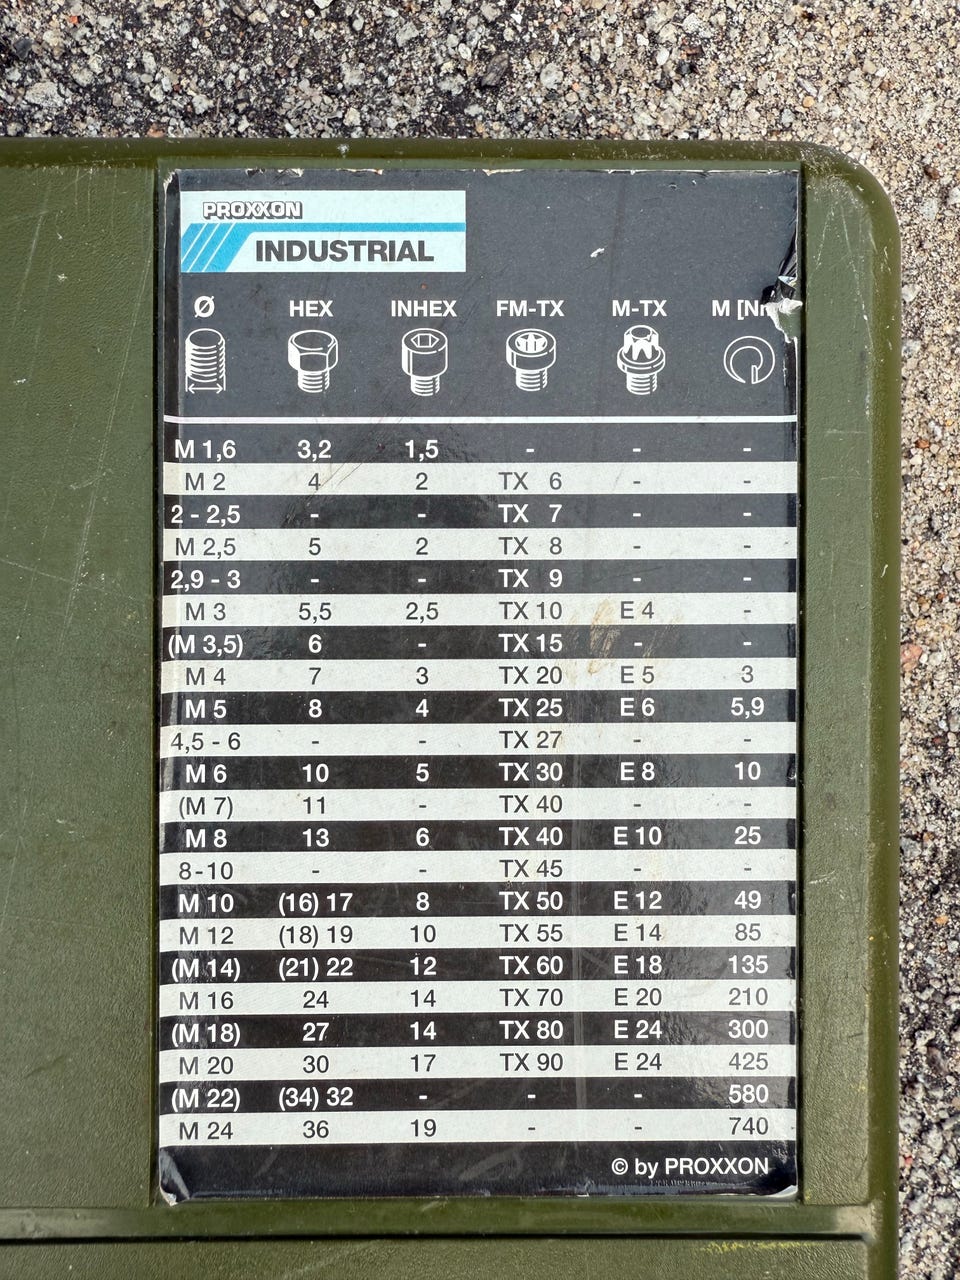 PROXXON
INDUSTRIAL
Ø HEX INHEX FM-TX M-TX M
M 1,6 3,2 1,5 - - -
M 2 4 2 TX 6 - -
2 - 2,5 - - TX 7 - -
M 2,5 5 2 TX 8 - -
2,9 - 3 - - TX 9 - -
M 3 5,5 2,5 TX 10 E 4 -
(M 3,5) 6 - TX 15 - -
M 4 7 3 TX 20 E 5 3
M 5 8 4 TX 25 E 6 5,9
4,5 - 6 - - TX 27 - -
M 6 10 5 TX 30 E 8 10
(M 7) 11 - TX 40 - -
M 8 13 6 TX 40 E 10 25
8-10 - - TX 45 - -
M 10 (16) 17 8 TX 50 E 12 49
M 12 (18) 19 10 TX 55 E 14 85
(M 14) (21) 22 12 TX 60 E 18 135
M 16 24 14 TX 70 E 20 210
(M 18) 27 14 TX 80 E 24 300
M 20 30 17 TX 90 E 24 425
(M 22) (34) 32 - - - 580
M 24 36 19 - - 740
© by PROXXON